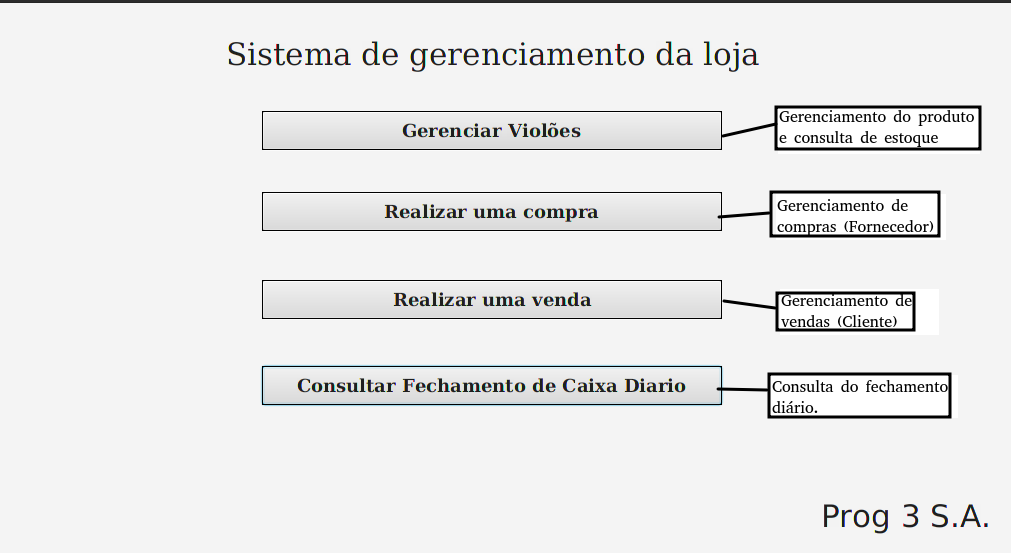 Sistema de gerenciamento da loja
Gerenciar Violões
Gerenciamento do produto
e consulta de estoque
Realizar uma compra
Gerenciamento de
compras (Fornecedor)
Realizar uma venda
Gerenciamento de
vendas (Cliente)
Consultar Fechamento de Caixa Diario
Consulta do fechamento
diário.
Prog 3 S.A.